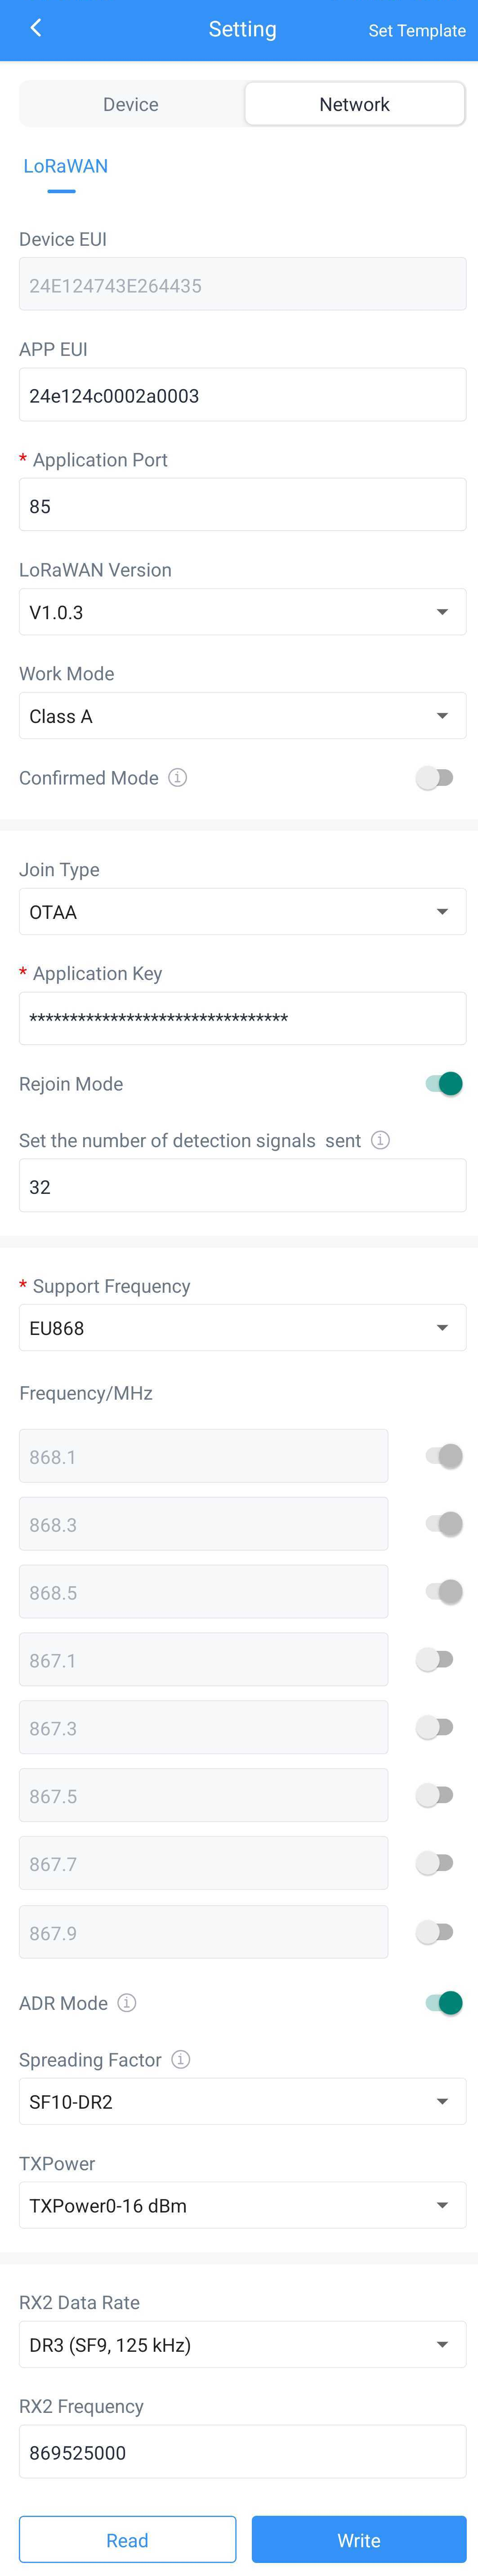 Setting
Set Template
Device
Network
LoRaWAN
Device EUI
24E124743E264435
APP EUI
24e124c0002a0003
* Application Port
85
LoRaWAN Version
V1.0.3
Work Mode
Class A
Confirmed Mode
Join Type
OTAA
* Application Key
********************************
Rejoin Mode
Set the number of detection signals sent
32
* Support Frequency
EU868
Frequency/MHz
868.1
868.3
868.5
867.1
867.3
867.5
867.7
867.9
ADR Mode
Spreading Factor
SF10-DR2
TXPower
TXPower0-16 dBm
RX2 Data Rate
DR3 (SF9, 125 kHz)
RX2 Frequency
869525000
Read
Write